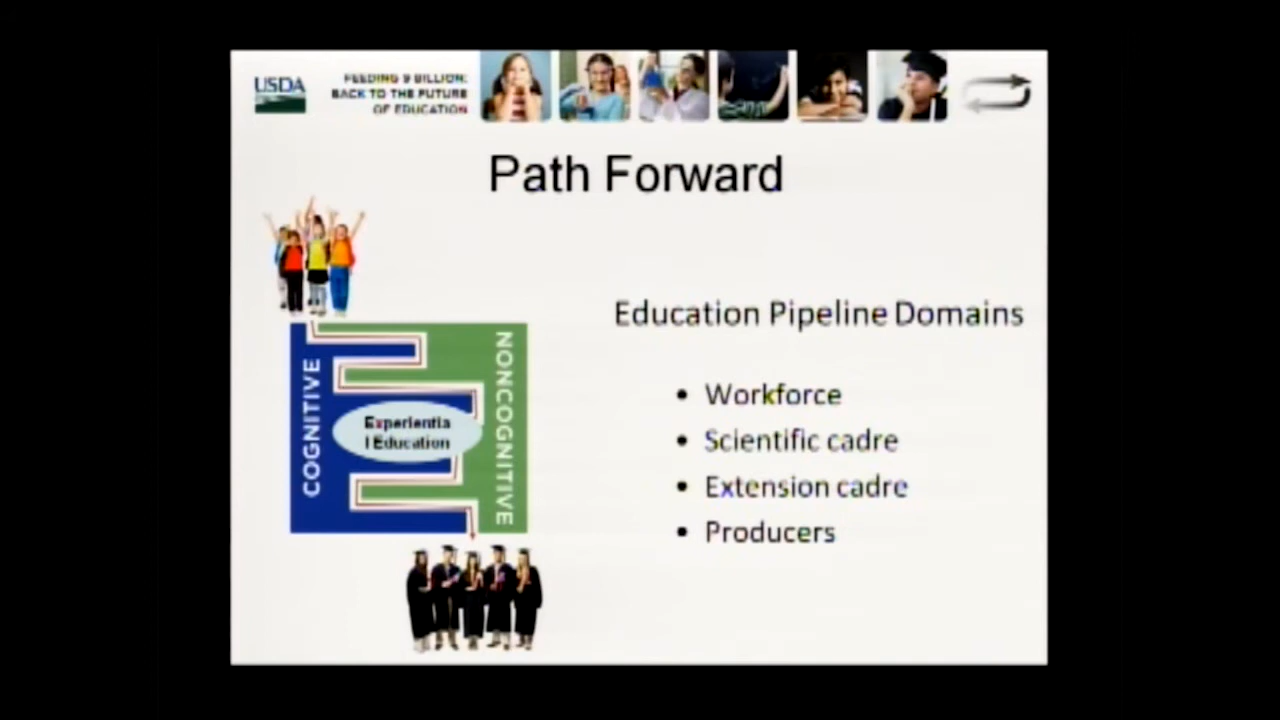 USDA
FEEDING 9 BILLION:
BACK TO THE FUTURE
OF EDUCATION
Path Forward
COGNITIVE
NONCOGNITIVE
Experientia
l Education
Education Pipeline Domains
• Workforce
• Scientific cadre
• Extension cadre
• Producers